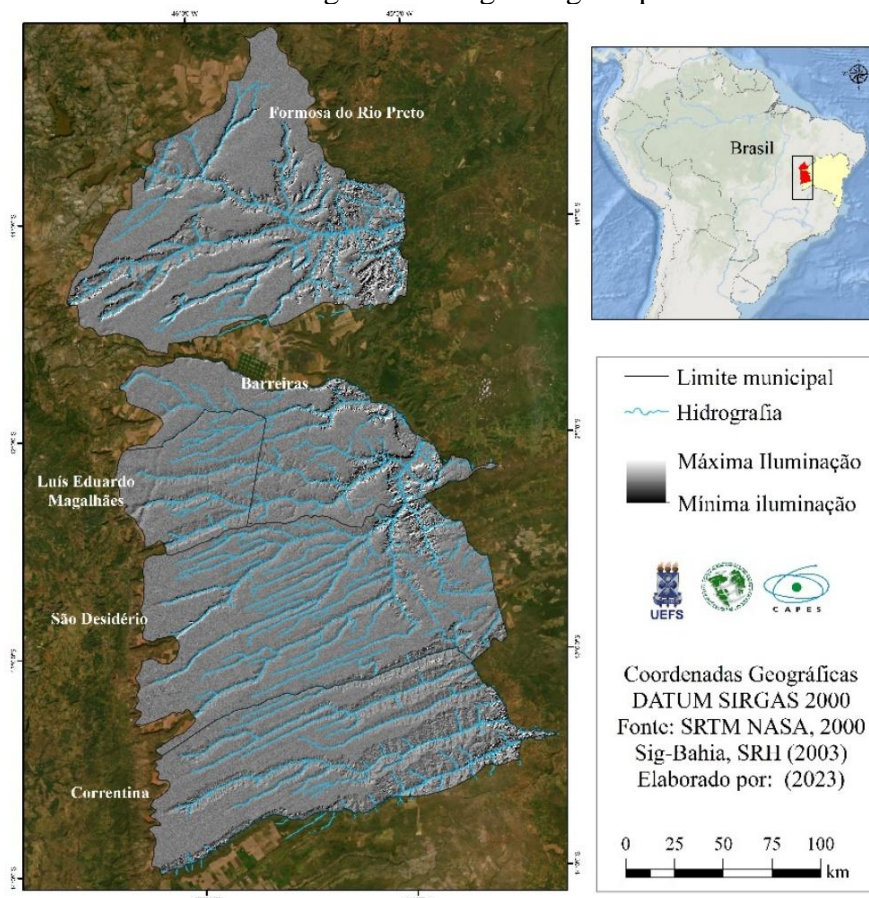 Formosa do Rio Preto
Barreiras
Luís Eduardo
Magalhães
São Desidério
Correntina
Brasil
Limite municipal
Hidrografia
Máxima Iluminação
Mínima iluminação
UEFS
CAPES
Coordenadas Geográficas
DATUM SIRGAS 2000
Fonte: SRTM NASA, 2000
Sig-Bahia, SRH (2003)
Elaborado por: (2023)
0 25 50 75 100
km